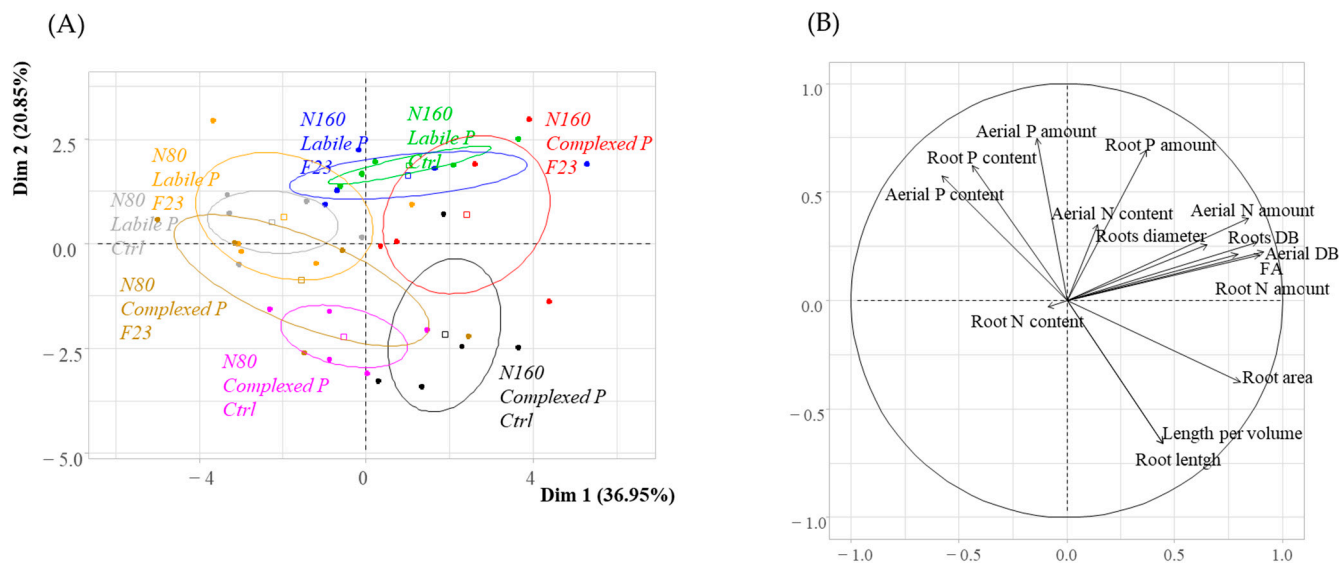 (A)
(B)
Dim 2 (20.85%)
2.5
0.0
−2.5
−5.0
−4
0
4
Dim 1 (36.95%)
N160
Labile P
F23
N160
Labile P
Ctrl
N160
Complexed P
F23
N80
Labile P
F23
N80
Labile P
Ctrl
N80
Complexed P
F23
N80
Complexed P
Ctrl
N160
Complexed P
Ctrl
1.0
0.5
0.0
−0.5
−1.0
−1.0
−0.5
0.0
0.5
1.0
Aerial P amount
Root P amount
Root P content
Aerial P content
Aerial N content
Aerial N amount
Roots diameter
Roots DB
Aerial DB
FA
Root N amount
Root N content
Root area
Length per volume
Root lentgh